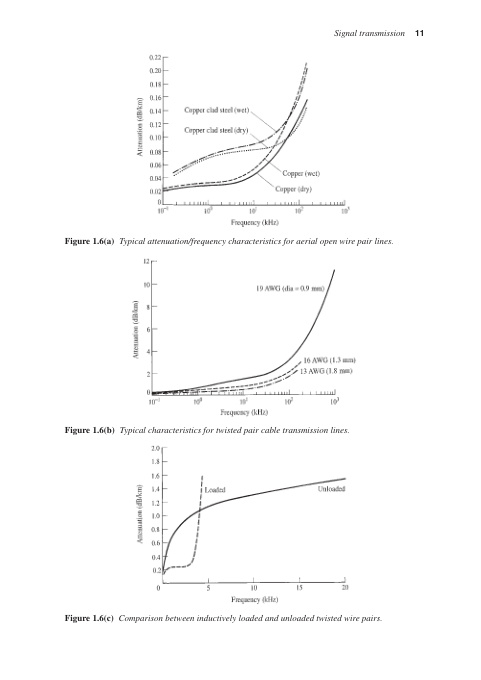 Signal transmission 11
0.22
0.20
0.18
0.16
0.14
0.12
0.10
0.08
0.06
0.04
0.02
0
Attenuation (dB/km)
Copper clad steel (wet)
Copper clad steel (dry)
Copper (wet)
Copper (dry)
10⁻¹ 10⁰ 10¹ 10² 10³
Frequency (kHz)
Figure 1.6(a) Typical attenuation/frequency characteristics for aerial open wire pair lines.
12
10
8
6
4
2
0
Attenuation (dB/km)
19 AWG (dia = 0.9 mm)
16 AWG (1.3 mm)
13 AWG (1.8 mm)
10⁻¹ 10⁰ 10¹ 10² 10³
Frequency (kHz)
Figure 1.6(b) Typical characteristics for twisted pair cable transmission lines.
2.0
1.8
1.6
1.4
1.2
1.0
0.8
0.6
0.4
0.2
Attenuation (dB/km)
Loaded
Unloaded
0 5 10 15 20
Frequency (kHz)
Figure 1.6(c) Comparison between inductively loaded and unloaded twisted wire pairs.